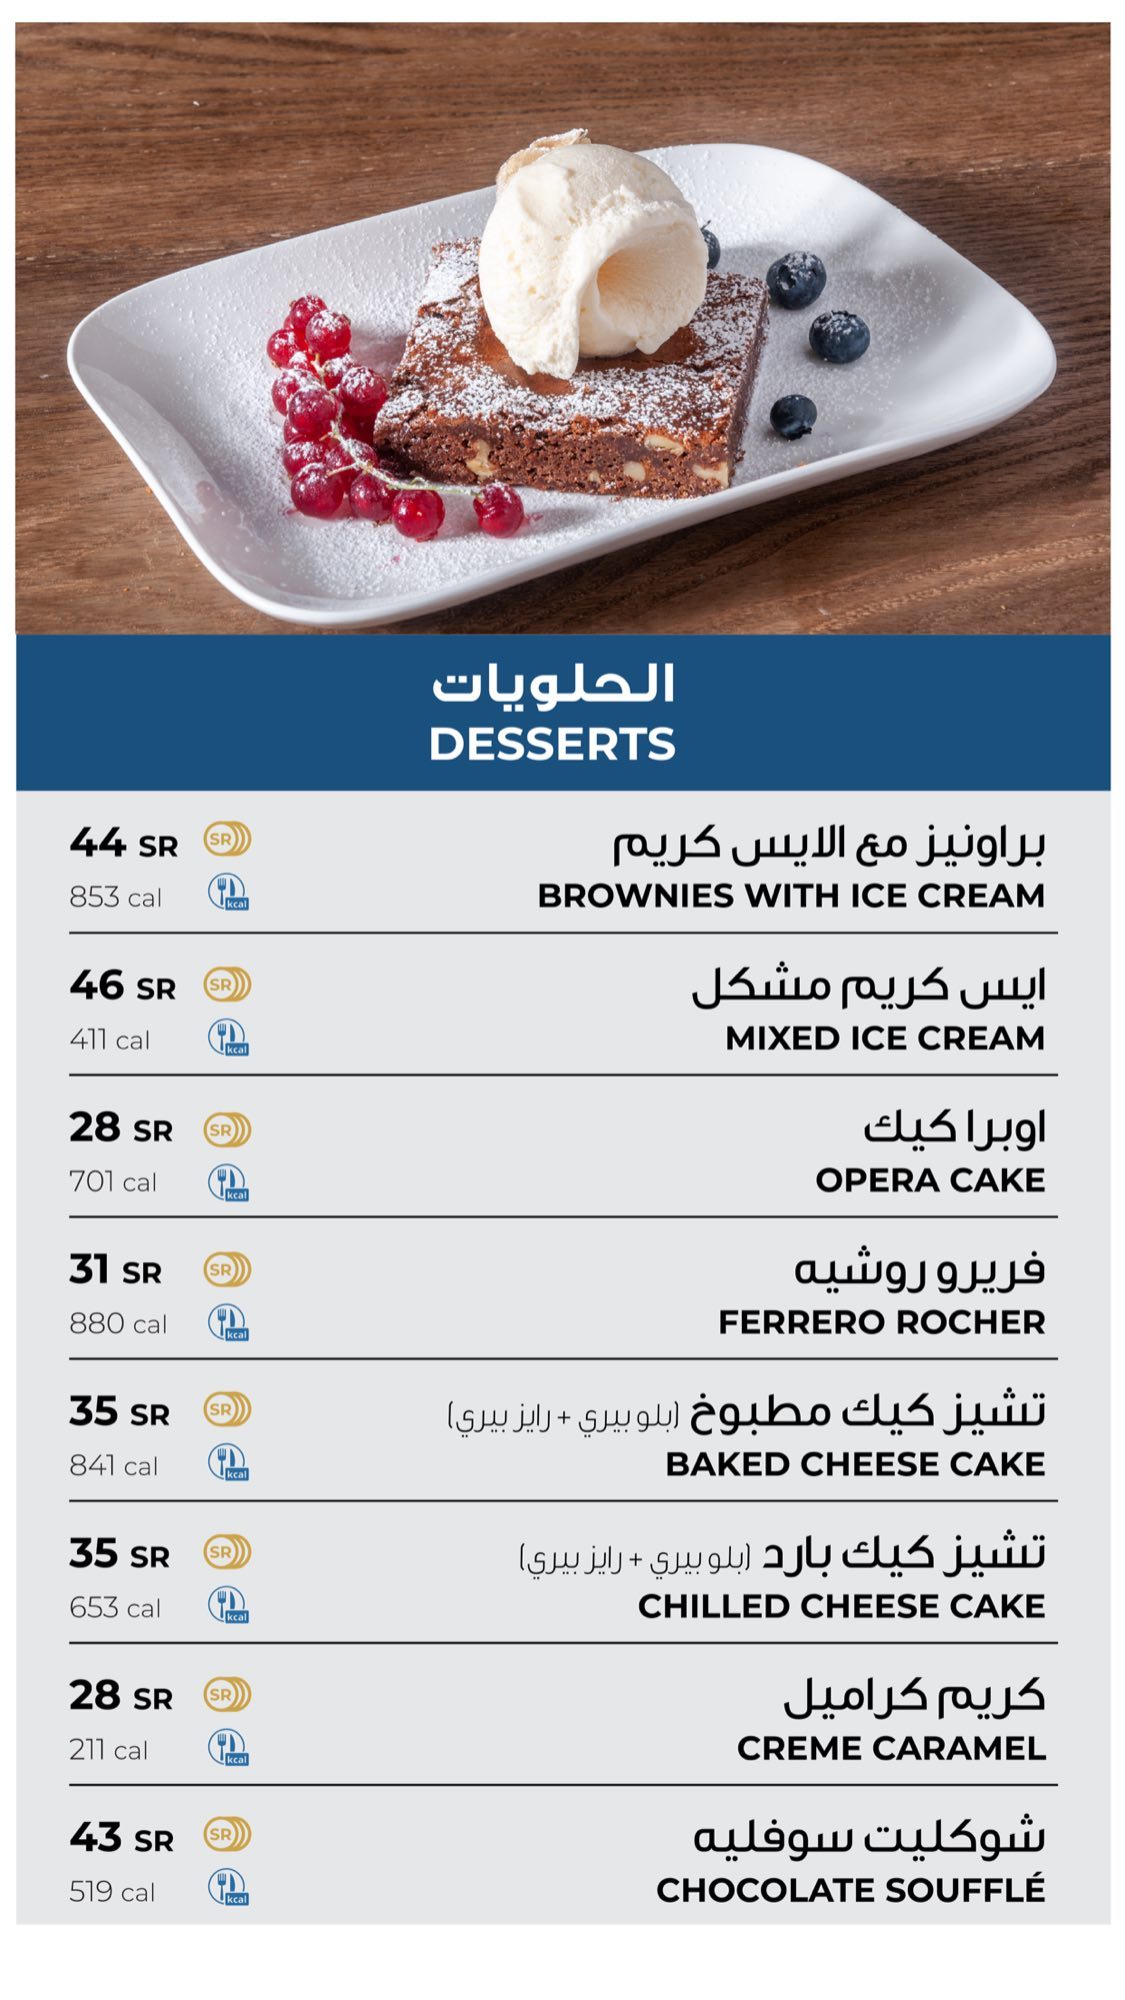 الحلويات
DESSERTS
براونيز مع الايس كريم
44 SR SR
BROWNIES WITH ICE CREAM
853 cal kcal
ايس كريم مشكل
46 SR SR
MIXED ICE CREAM
411 cal kcal
اوبرا كيك
28 SR SR
OPERA CAKE
701 cal kcal
فريرو روشيه
31 SR SR
FERRERO ROCHER
880 cal kcal
تشيز كيك مطبوخ (بلو بيري + رايز بيري)
35 SR SR
BAKED CHEESE CAKE
841 cal kcal
تشيز كيك بارد (بلو بيري + رايز بيري)
35 SR SR
CHILLED CHEESE CAKE
653 cal kcal
كريم كراميل
28 SR SR
CREME CARAMEL
211 cal kcal
شوكليت سوفليه
43 SR SR
CHOCOLATE SOUFFLÉ
519 cal kcal